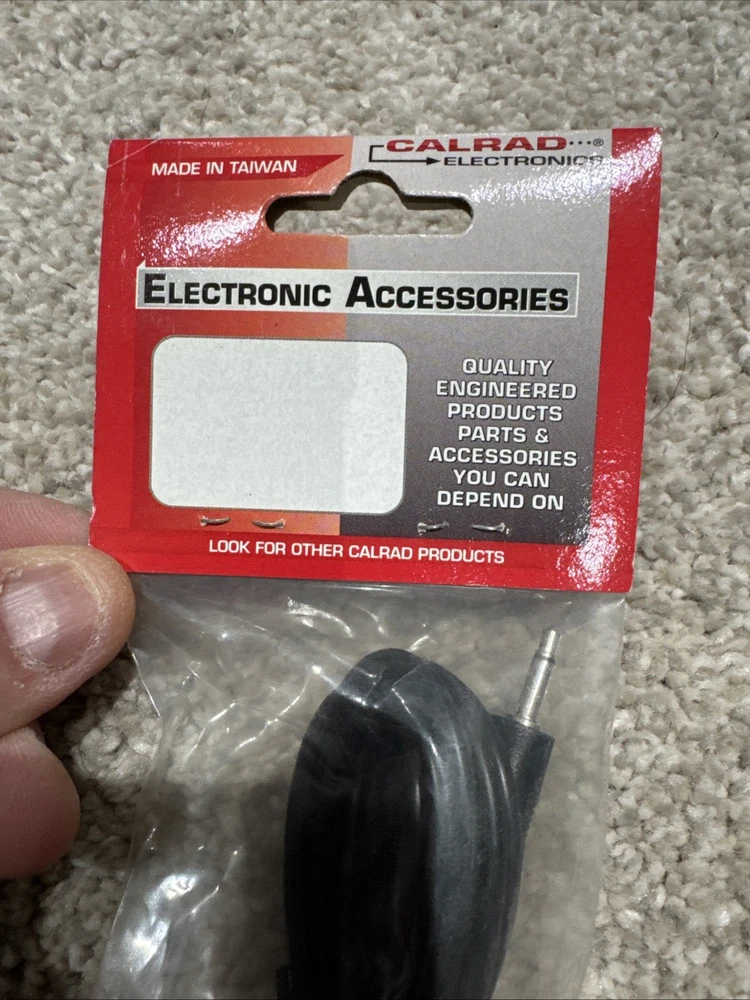 MADE IN TAIWAN
CALRAD···®
ELECTRONICS
ELECTRONIC ACCESSORIES
QUALITY
ENGINEERED
PRODUCTS
PARTS &
ACCESSORIES
YOU CAN
DEPEND ON
LOOK FOR OTHER CALRAD PRODUCTS